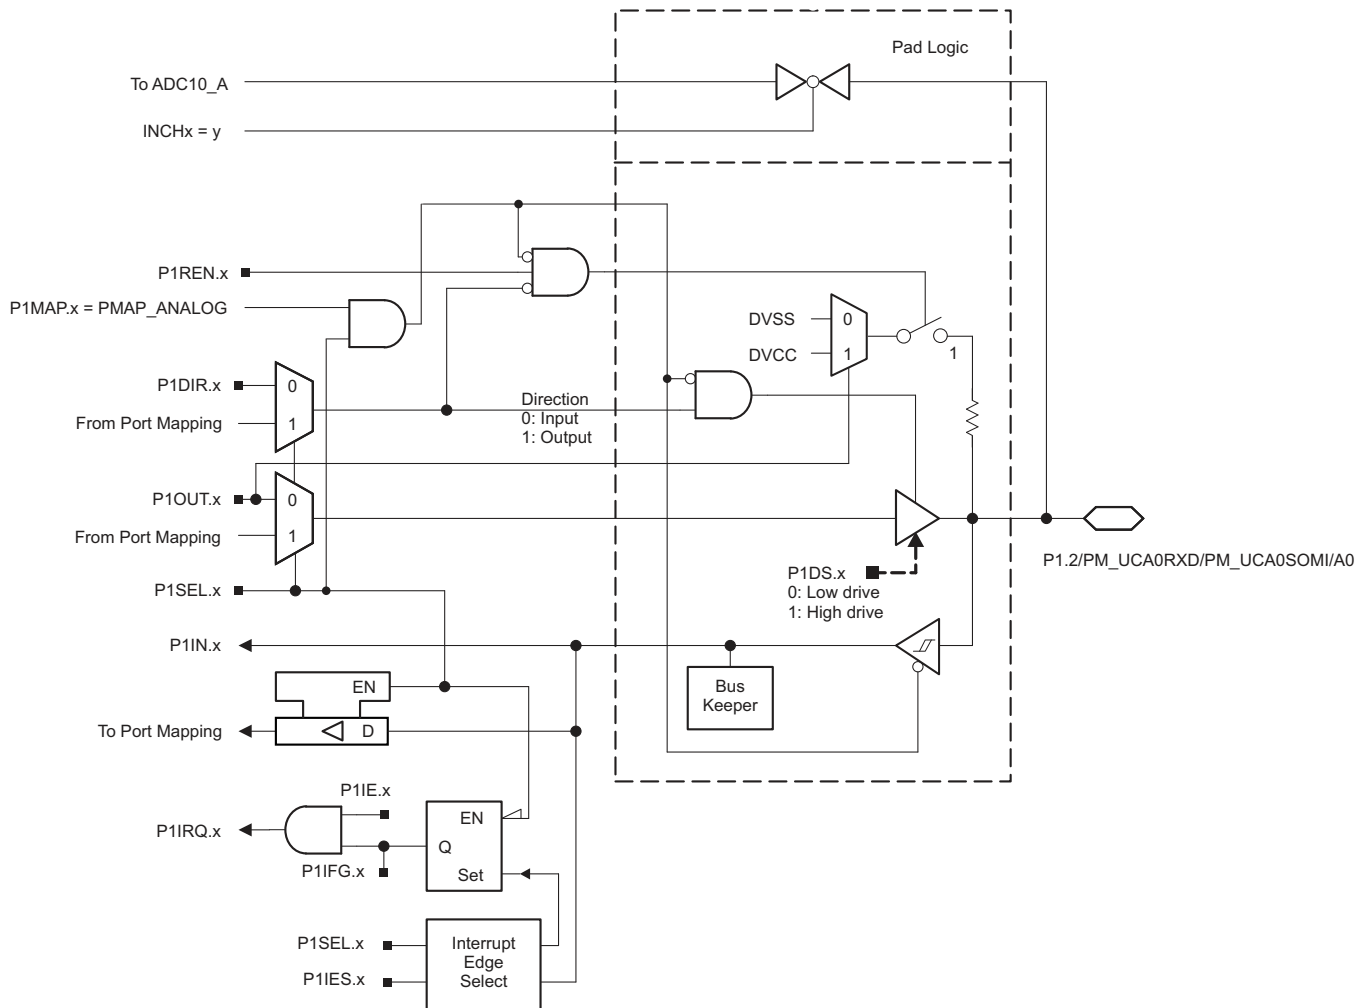 Pad Logic
To ADC10_A
INCHx = y
P1REN.x
P1MAP.x = PMAP_ANALOG
DVSS
0
DVCC
1
1
P1DIR.x
0
From Port Mapping
1
Direction
0: Input
1: Output
P1OUT.x
0
From Port Mapping
1
P1SEL.x
P1DS.x
0: Low drive
1: High drive
P1.2/PM_UCA0RXD/PM_UCA0SOMI/A0
P1IN.x
EN
Bus
Keeper
To Port Mapping
D
P1IE.x
P1IRQ.x
EN
Q
P1IFG.x
Set
P1SEL.x
P1IES.x
Interrupt
Edge
Select